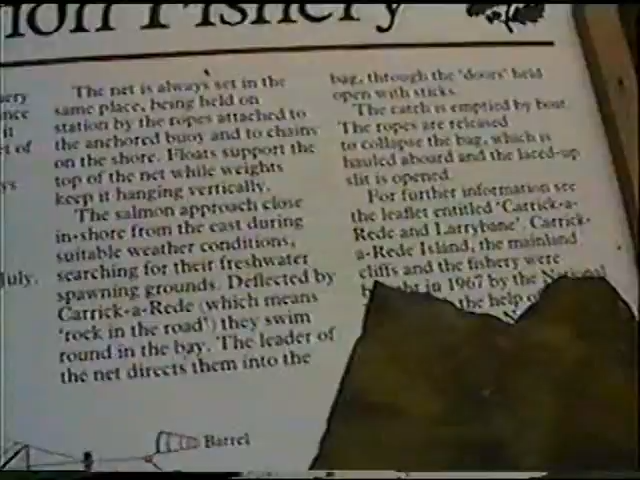 Fishery
The net is always set in the
same place, being held on
station by the ropes attached to
the anchored buoy and to chains
on the shore. Floats support the
top of the net while weights
keep it hanging vertically.
The salmon approach close
in-shore from the east during
suitable weather conditions,
searching for their freshwater
spawning grounds. Deflected by
Carrick-a-Rede (which means
'rock in the road') they swim
round in the bay. The leader of
the net directs them into the
bag, through the 'doors' held
open with sticks.
The catch is emptied by boat.
The ropes are released
to collapse the bag, which is
hauled aboard and the laced-up
slit is opened.
For further information see
the leaflet entitled 'Carrick-a-
Rede and Larrybane'. Carrick-
a-Rede Island, the mainland
cliffs and the fishery were
in 1967 by the National
the help of
it
of
July.
Barrel